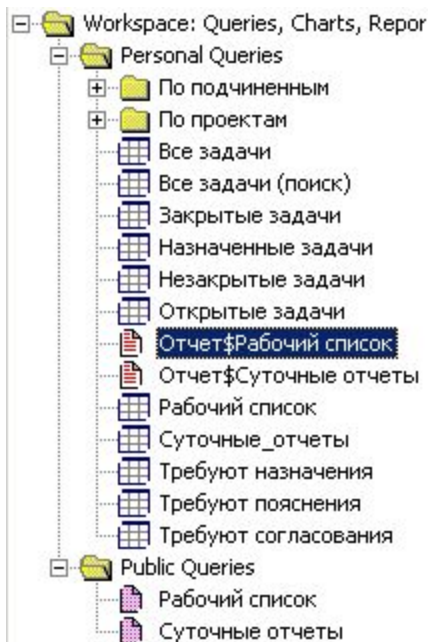 Workspace: Queries, Charts, Repor
Personal Queries
По подчиненным
По проектам
Все задачи
Все задачи (поиск)
Закрытые задачи
Назначенные задачи
Незакрытые задачи
Открытые задачи
Отчет$Рабочий список
Отчет$Суточные отчеты
Рабочий список
Суточные_отчеты
Требуют назначения
Требуют пояснения
Требуют согласования
Public Queries
Рабочий список
Суточные отчеты